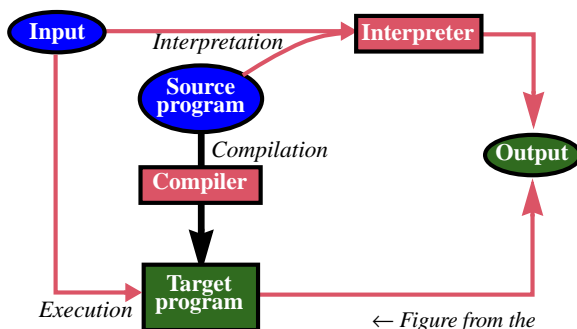 Input
Interpretation
Interpreter
Source
program
Compilation
Output
Compiler
Target
program
Execution
← Figure from the